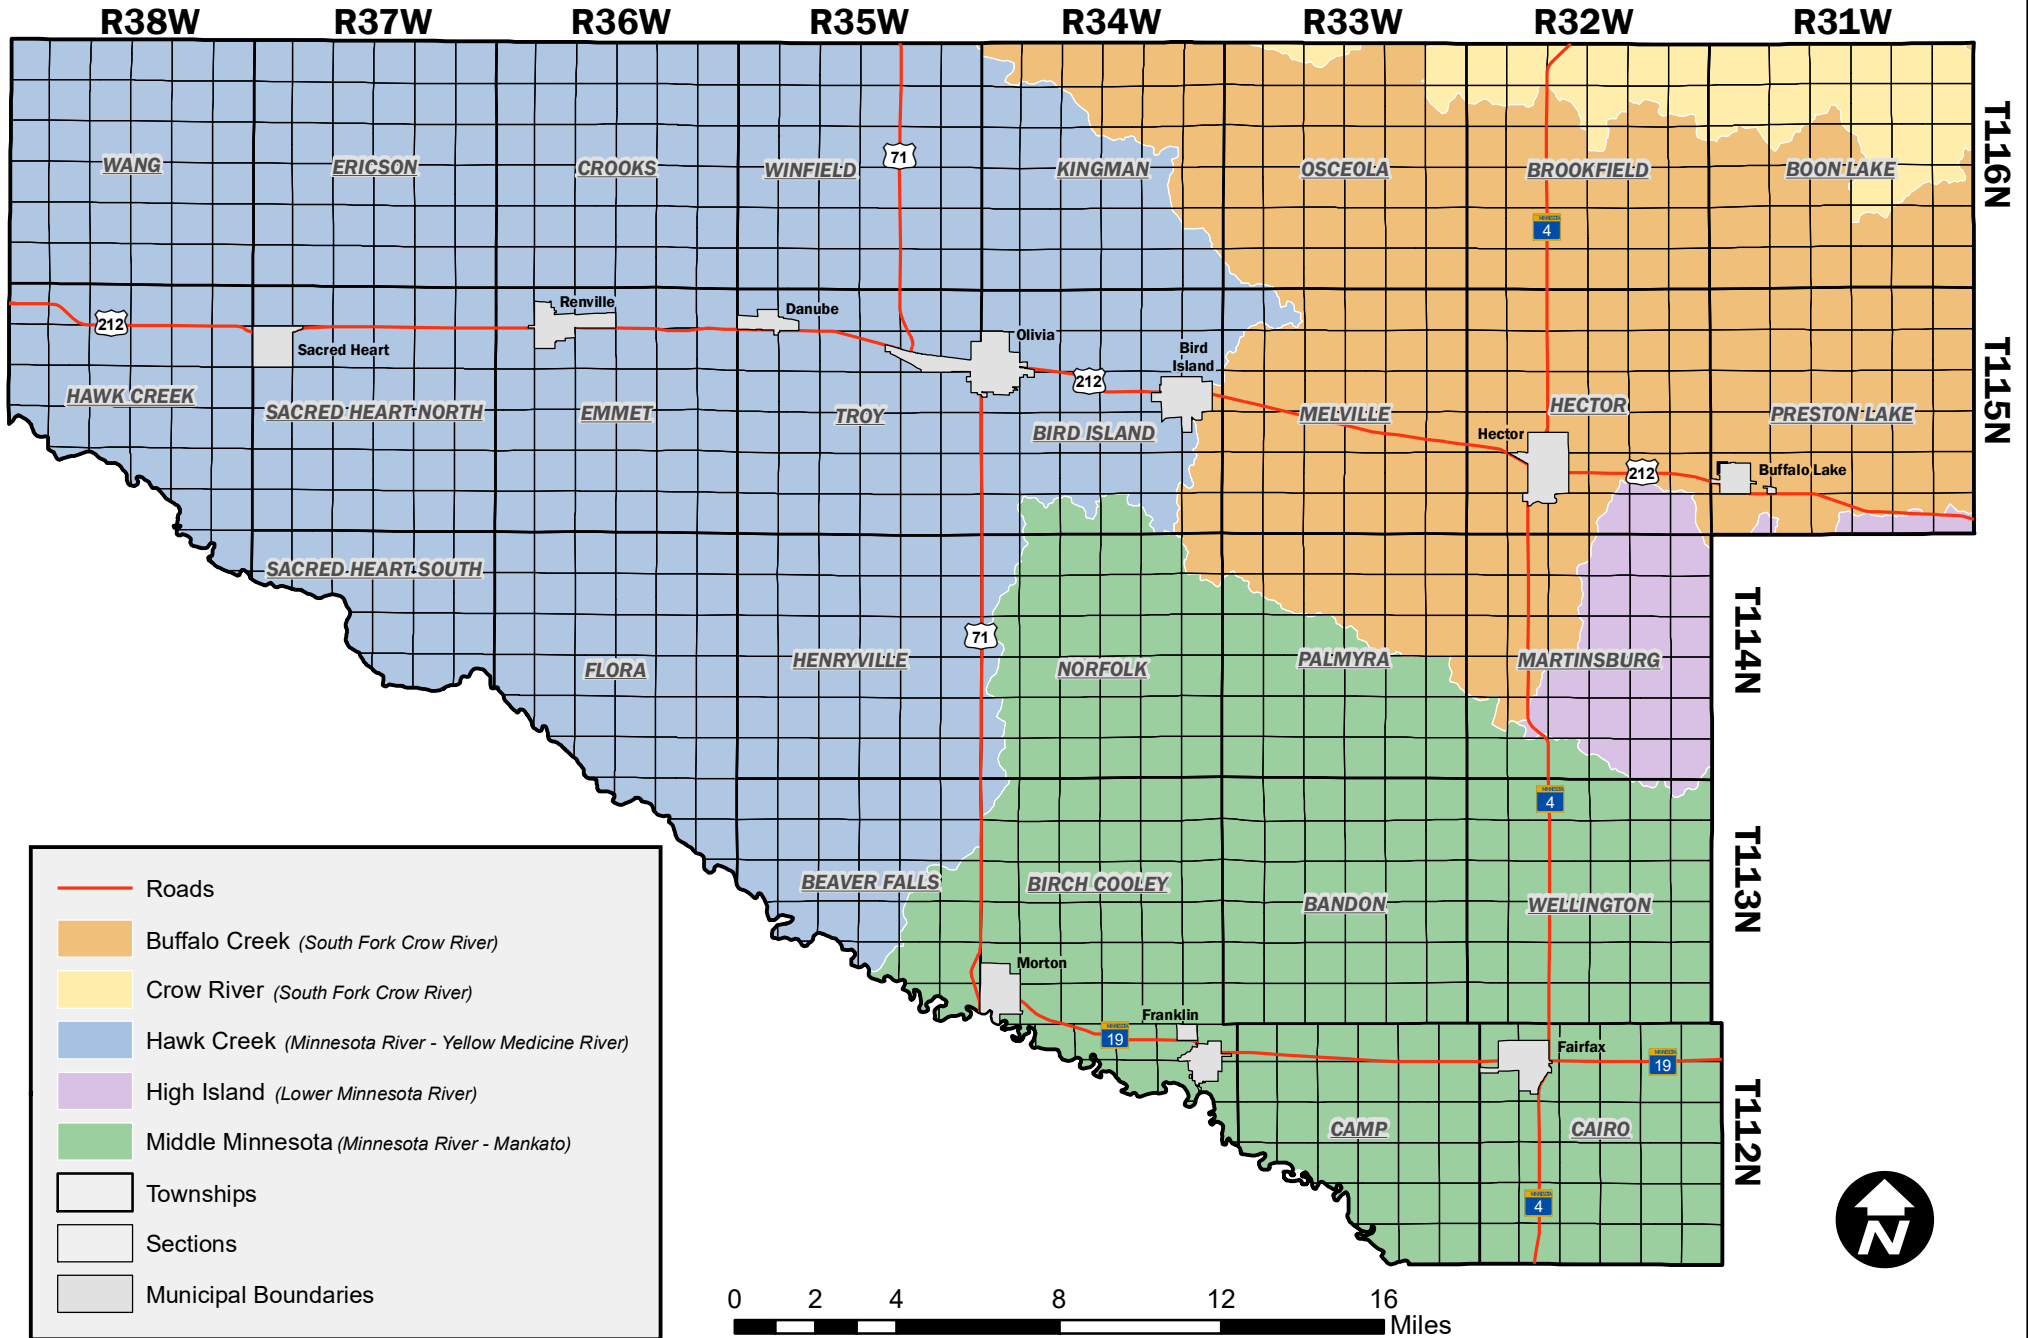 R38W R37W R36W R35W R34W R33W R32W R31W
T116N
71
WANG ERICSON CROOKS WINFIELD KINGMAN OSCEOLA BROOKFIELD BOON LAKE
MINNESOTA
4
Renville
Danube
212
Olivia
Sacred Heart
Bird
Island
212
T115N
HAWK CREEK SACRED HEART NORTH EMMET TROY BIRD ISLAND MELVILLE HECTOR PRESTON LAKE
Hector
212
Buffalo Lake
SACRED HEART SOUTH
71
T114N
FLORA HENRYVILLE NORFOLK PALMYRA MARTINSBURG
MINNESOTA
4
T113N
BEAVER FALLS BIRCH COOLEY BANDON WELLINGTON
Morton
Franklin
MINNESOTA
19
Fairfax
MINNESOTA
19
T112N
CAMP CAIRO
MINNESOTA
4
Roads
Buffalo Creek (South Fork Crow River)
Crow River (South Fork Crow River)
Hawk Creek (Minnesota River - Yellow Medicine River)
High Island (Lower Minnesota River)
Middle Minnesota (Minnesota River - Mankato)
Townships
Sections
Municipal Boundaries
N
0 2 4 8 12 16
Miles